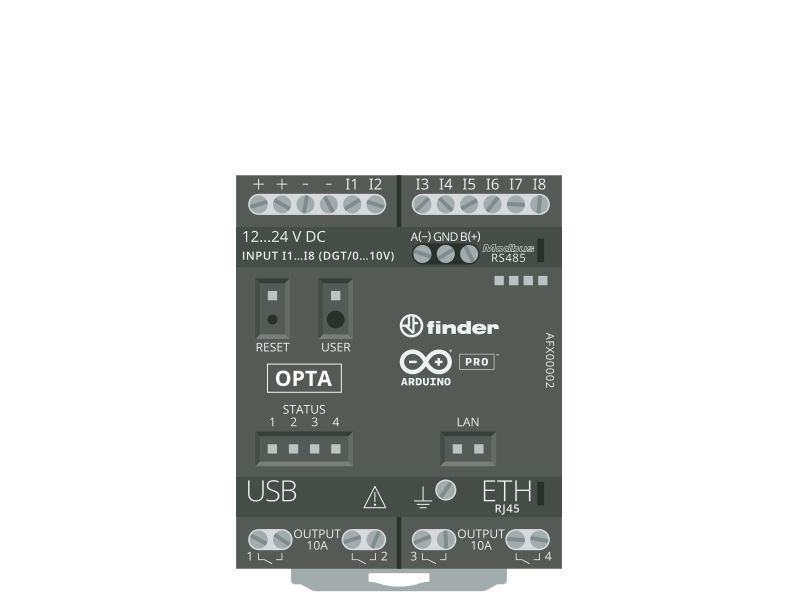 + + - - I1 I2 I3 I4 I5 I6 I7 I8
12...24 V DC
INPUT I1...I8 (DGT/0...10V)
A(-) GND B(+)
Modbus
RS485
RESET USER
finder
ARDUINO
PRO
AFX00002
OPTA
STATUS
1 2 3 4
LAN
USB
ETH
RJ45
OUTPUT
10A
1 2
OUTPUT
10A
3 4